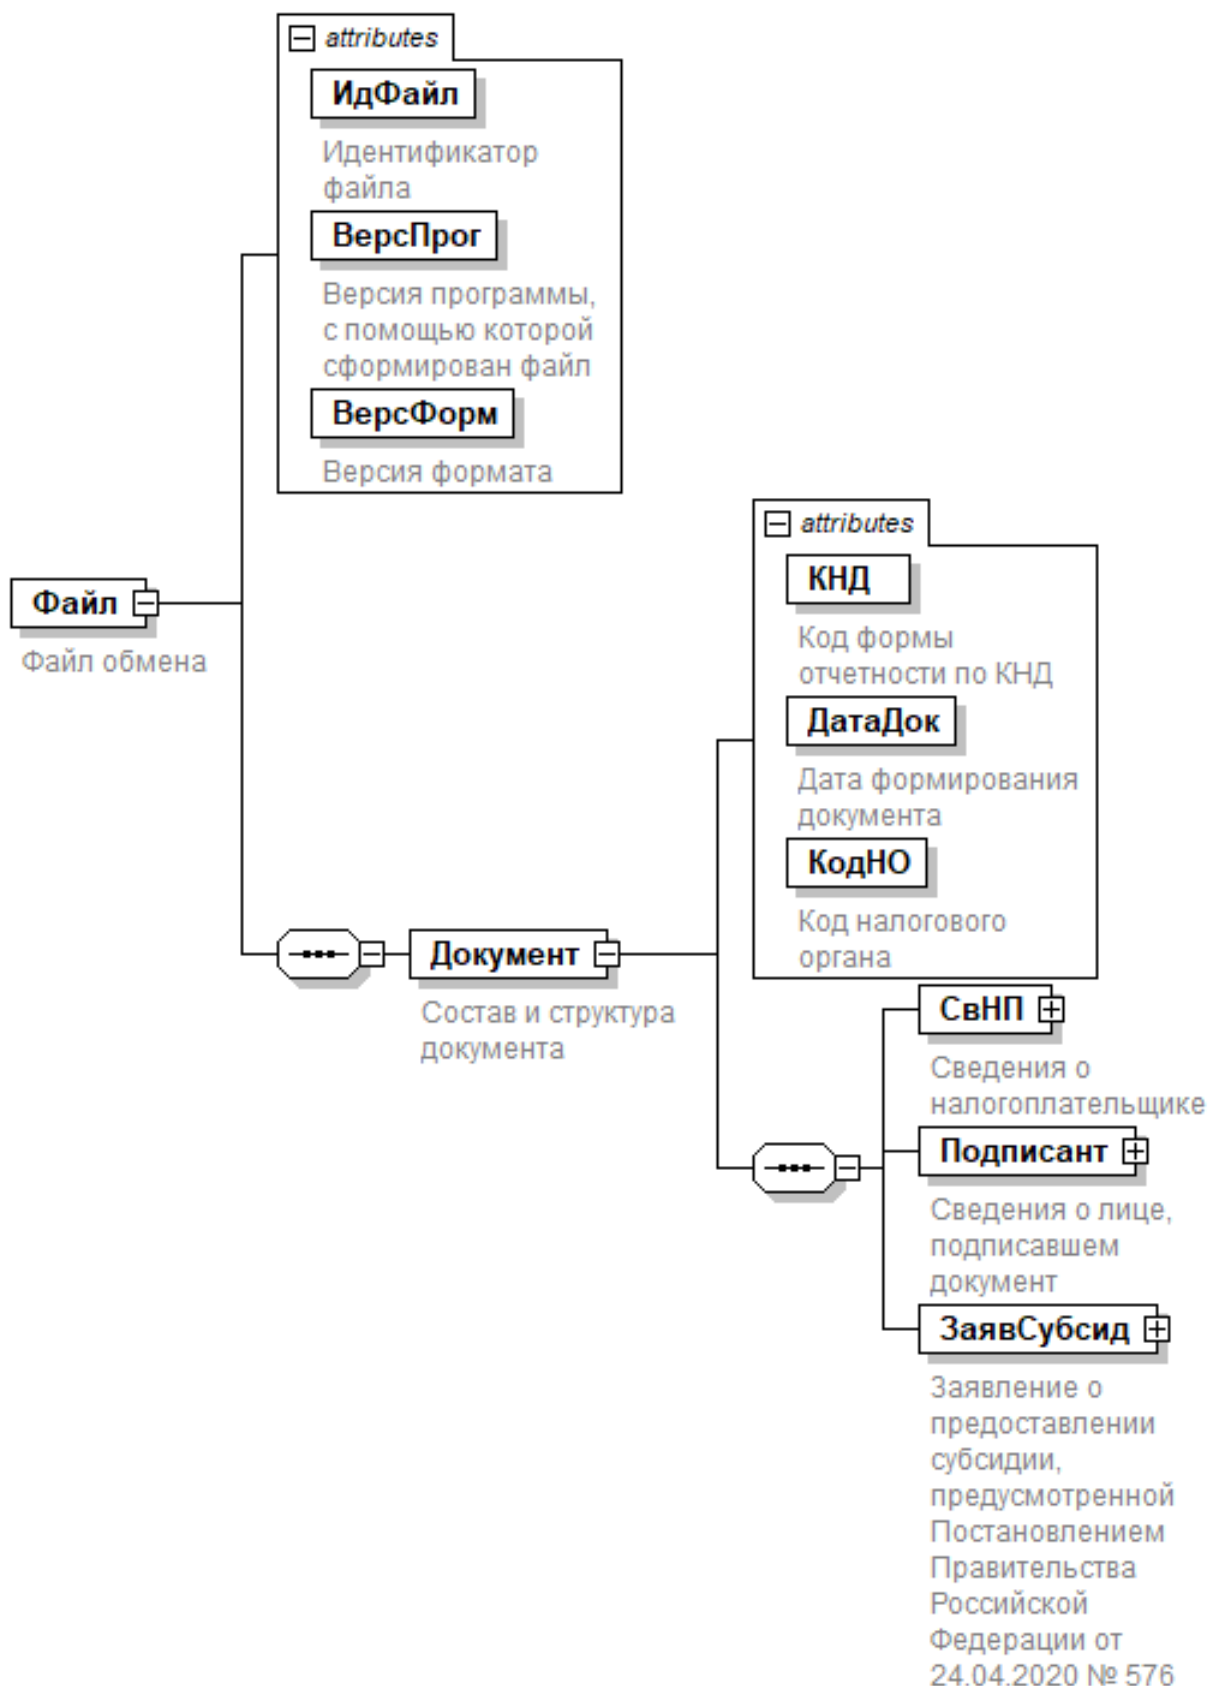 attributes
ИдФайл
Идентификатор
файла
ВерсПрог
Версия программы,
с помощью которой
сформирован файл
ВерсФорм
Версия формата
Файл
Файл обмена
attributes
КНД
Код формы
отчетности по КНД
ДатаДок
Дата формирования
документа
КодНО
Код налогового
органа
Документ
Состав и структура
документа
СвНП
Сведения о
налогоплательщике
Подписант
Сведения о лице,
подписавшем
документ
ЗаявСубсид
Заявление о
предоставлении
субсидии,
предусмотренной
Постановлением
Правительства
Российской
Федерации от
24.04.2020 № 576